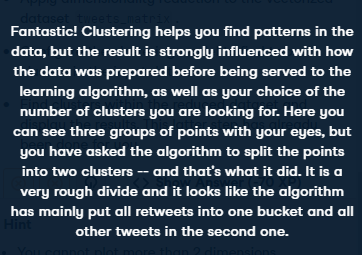 Fantastic! Clustering helps you find patterns in the
data, but the result is strongly influenced with how
the data was prepared before being served to the
learning algorithm, as well as your choice of the
number of clusters you are looking for. Here you
can see three groups of points with your eyes, but
you have asked the algorithm to split the points
into two clusters -- and that's what it did. It is a
very rough divide and it looks like the algorithm
has mainly put all retweets into one bucket and all
other tweets in the second one.